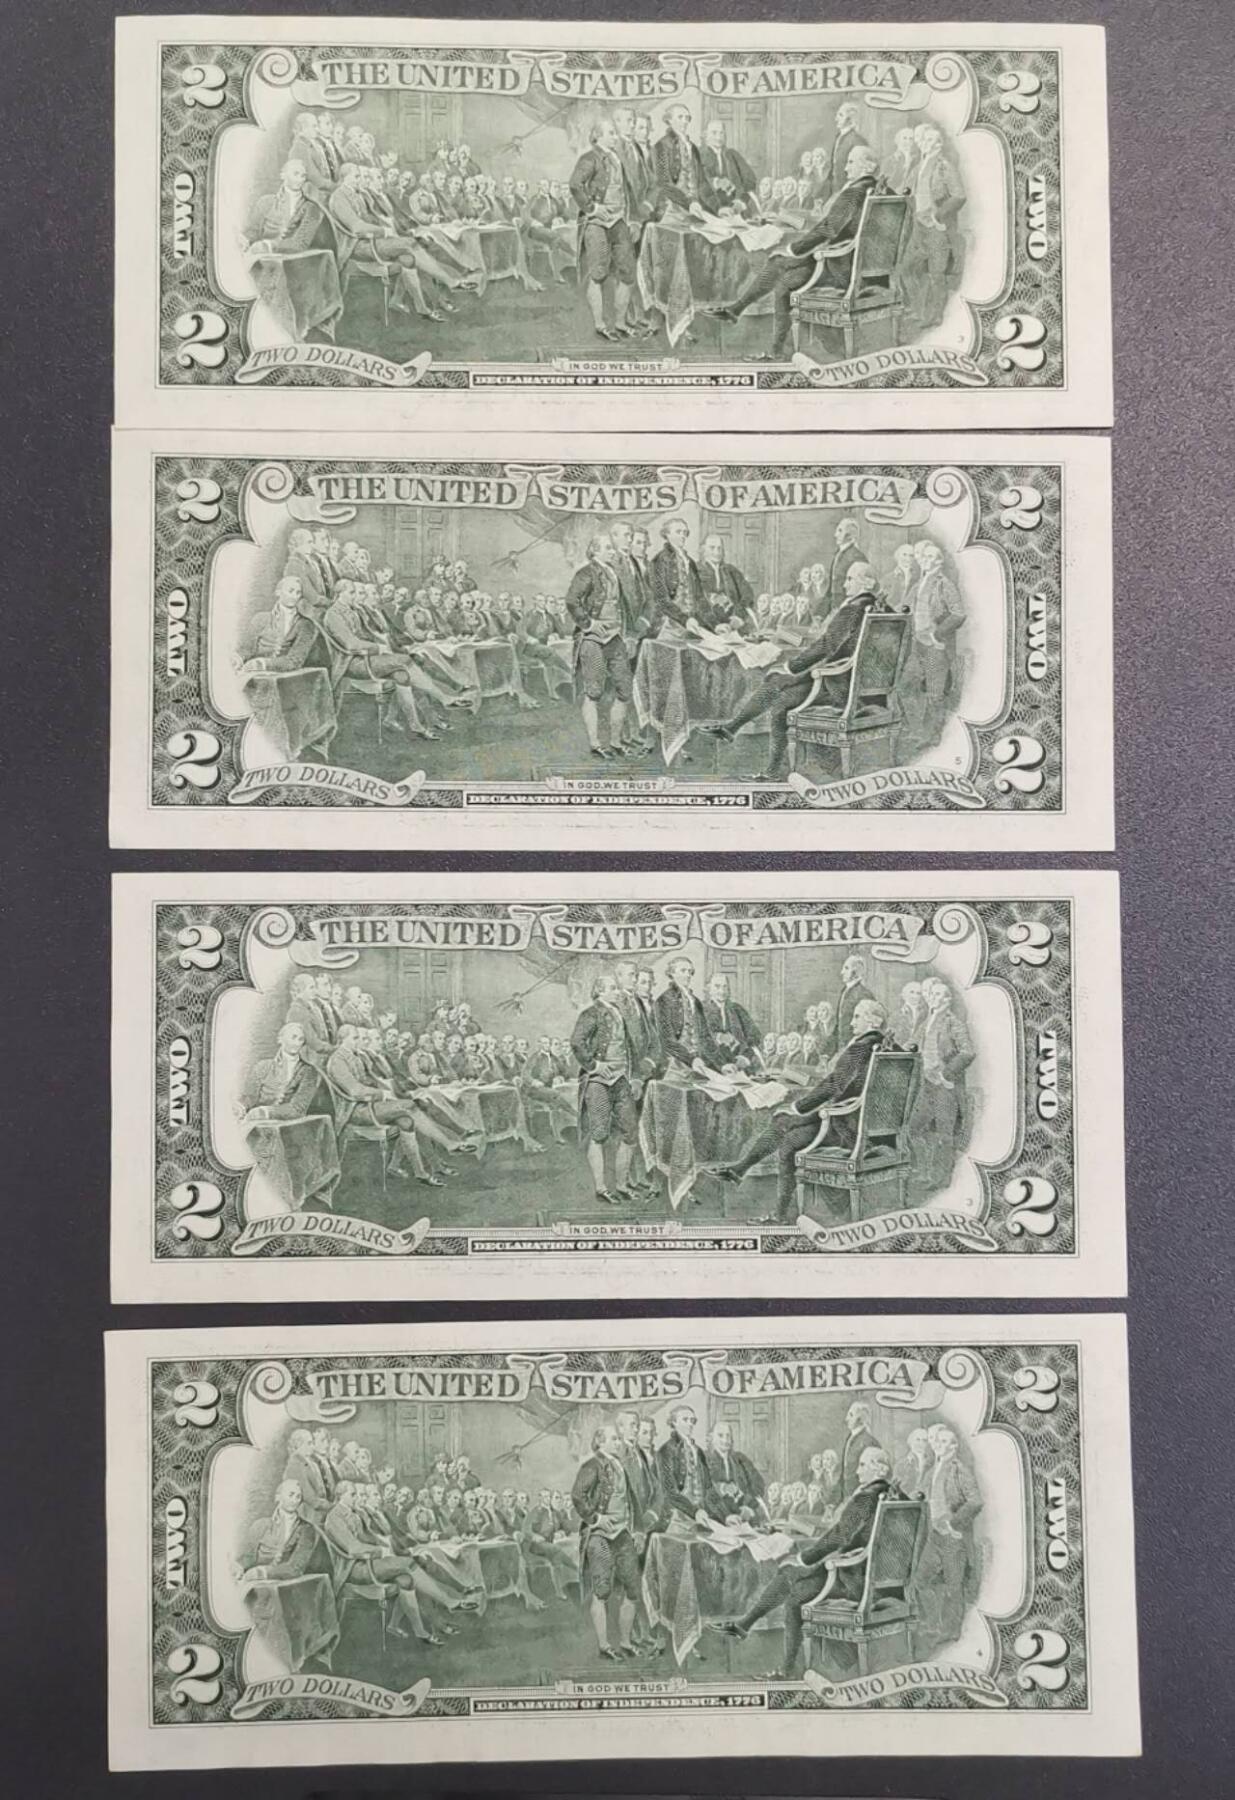 2 THE UNITED STATES OF AMERICA 2
TWO TWO
3
2 TWO DOLLARS IN GOD WE TRUST TWO DOLLARS 2
DECLARATION OF INDEPENDENCE, 1776
2 THE UNITED STATES OF AMERICA 2
TWO TWO
5
2 TWO DOLLARS IN GOD WE TRUST TWO DOLLARS 2
DECLARATION OF INDEPENDENCE, 1776
2 THE UNITED STATES OF AMERICA 2
TWO TWO
3
2 TWO DOLLARS IN GOD WE TRUST TWO DOLLARS 2
DECLARATION OF INDEPENDENCE, 1776
2 THE UNITED STATES OF AMERICA 2
TWO TWO
4
2 TWO DOLLARS IN GOD WE TRUST TWO DOLLARS 2
DECLARATION OF INDEPENDENCE, 1776